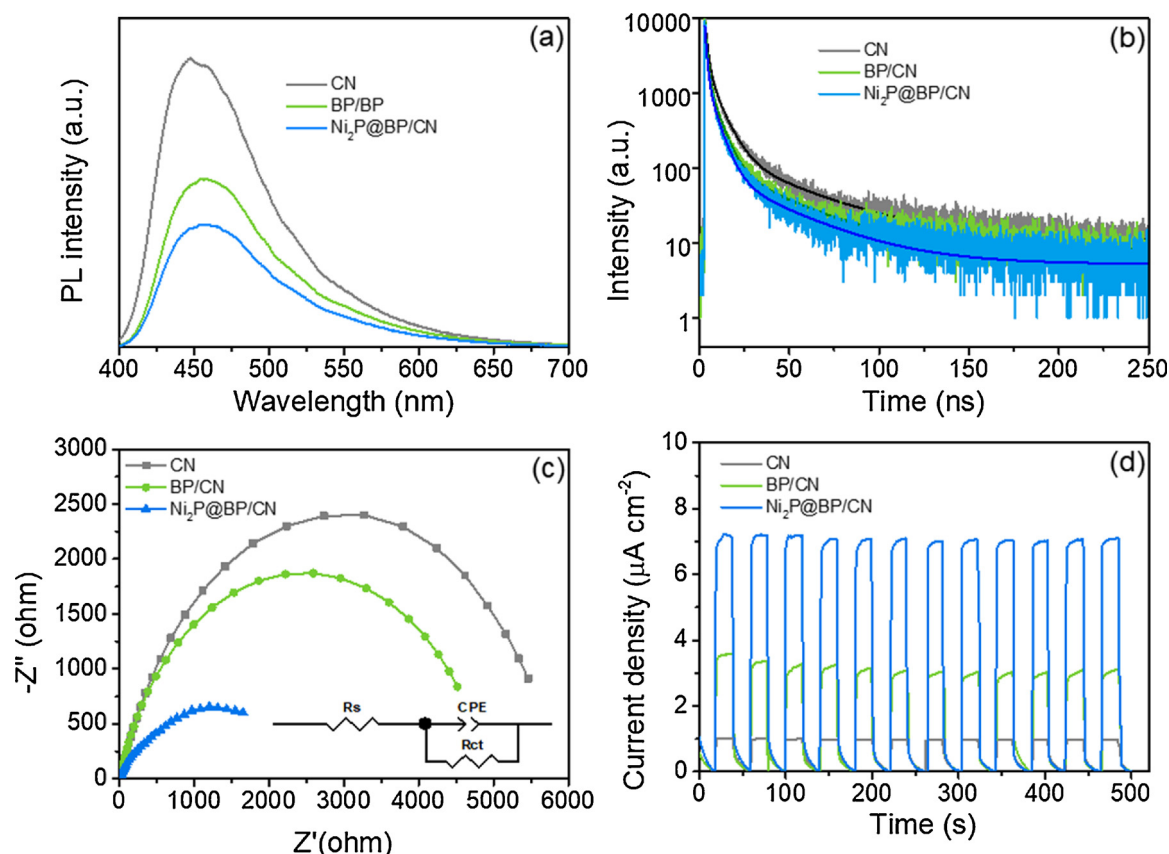 (a)
CN
BP/BP
Ni₂P@BP/CN
PL intensity (a.u.)
400 450 500 550 600 650 700
Wavelength (nm)
(b)
10000
1000
100
10
1
CN
BP/CN
Ni₂P@BP/CN
Intensity (a.u.)
0 50 100 150 200 250
Time (ns)
(c)
3000
2500
2000
1500
1000
500
0
CN
BP/CN
Ni₂P@BP/CN
-Z'' (ohm)
Rs
CPE
Rct
0 1000 2000 3000 4000 5000 6000
Z'(ohm)
(d)
10
8
6
4
2
0
CN
BP/CN
Ni₂P@BP/CN
Current density (μA cm⁻²)
0 100 200 300 400 500
Time (s)